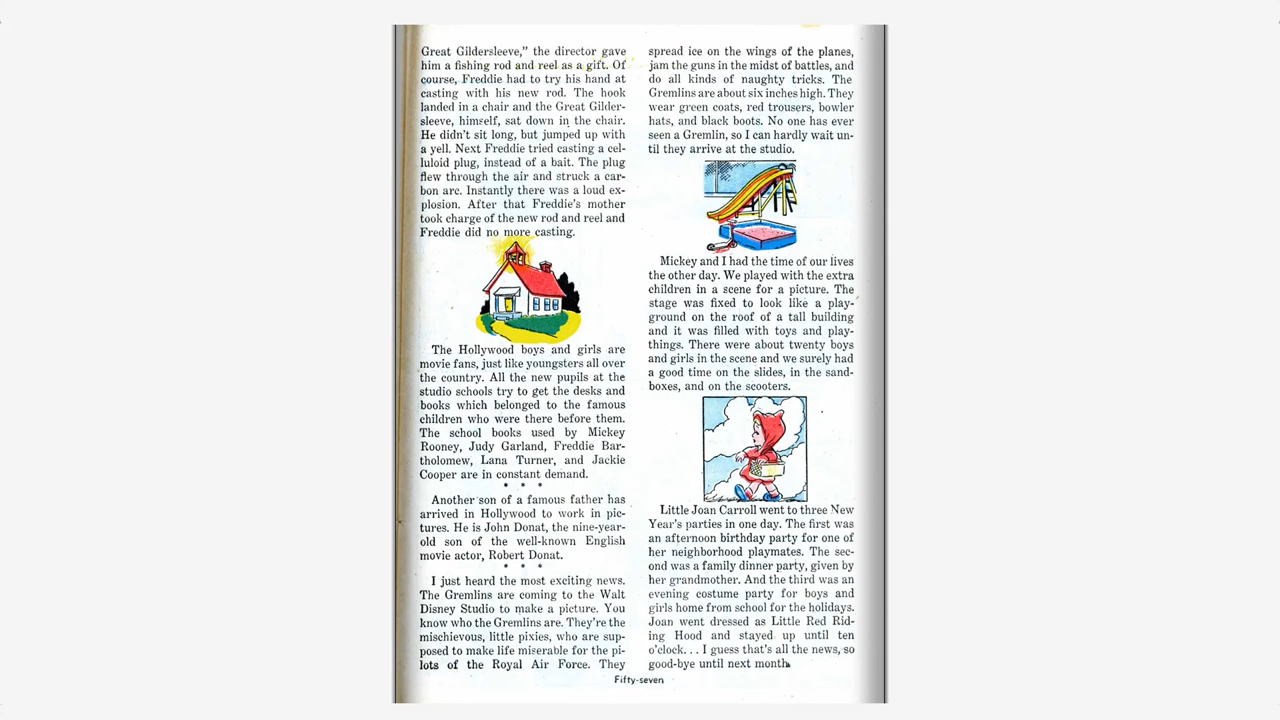 Great Gildersleeve,” the director gave
him a fishing rod and reel as a gift. Of
course, Freddie had to try his hand at
casting with his new rod. The hook
landed in a chair and the Great Gilder-
sleeve, himself, sat down in the chair.
He didn’t sit long, but jumped up with
a yell. Next Freddie tried casting a cel-
luloid plug, instead of a bait. The plug
flew through the air and struck a car-
bon arc. Instantly there was a loud ex-
plosion. After that Freddie’s mother
took charge of the new rod and reel and
Freddie did no more casting.
The Hollywood boys and girls are
movie fans, just like youngsters all over
the country. All the new pupils at the
studio schools try to get the desks and
books which belonged to the famous
children who were there before them.
The school books used by Mickey
Rooney, Judy Garland, Freddie Bar-
tholomew, Lana Turner, and Jackie
Cooper are in constant demand.
* * *
Another son of a famous father has
arrived in Hollywood to work in pic-
tures. He is John Donat, the nine-year-
old son of the well-known English
movie actor, Robert Donat.
* * *
I just heard the most exciting news.
The Gremlins are coming to the Walt
Disney Studio to make a picture. You
know who the Gremlins are. They’re the
mischievous, little pixies, who are sup-
posed to make life miserable for the pi-
lots of the Royal Air Force. They
spread ice on the wings of the planes,
jam the guns in the midst of battles, and
do all kinds of naughty tricks. The
Gremlins are about six inches high. They
wear green coats, red trousers, bowler
hats, and black boots. No one has ever
seen a Gremlin, so I can hardly wait un-
til they arrive at the studio.
Mickey and I had the time of our lives
the other day. We played with the extra
children in a scene for a picture. The
stage was fixed to look like a play-
ground on the roof of a tall building
and it was filled with toys and play-
things. There were about twenty boys
and girls in the scene and we surely had
a good time on the slides, in the sand-
boxes, and on the scooters.
Little Joan Carroll went to three New
Year’s parties in one day. The first was
an afternoon birthday party for one of
her neighborhood playmates. The sec-
ond was a family dinner party, given by
her grandmother. And the third was an
evening costume party for boys and
girls home from school for the holidays.
Joan went dressed as Little Red Rid-
ing Hood and stayed up until ten
o’clock. . . I guess that’s all the news, so
good-bye until next month.
Fifty-seven